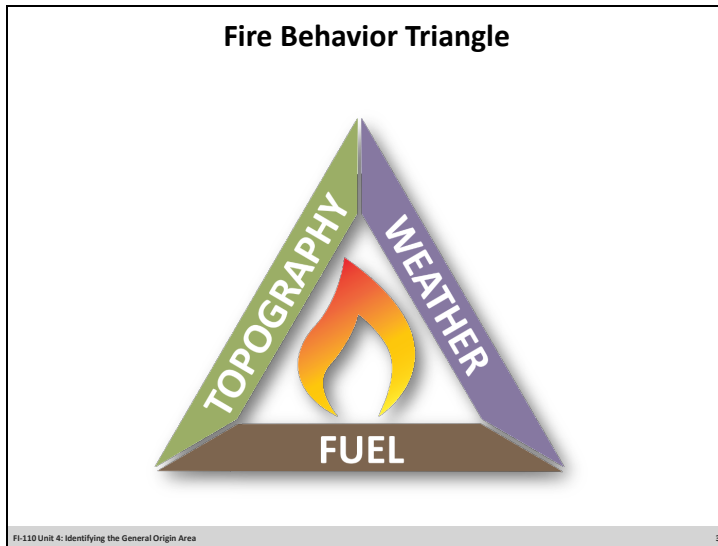 Fire Behavior Triangle
TOPOGRAPHY
WEATHER
FUEL
FI-110 Unit 4: Identifying the General Origin Area